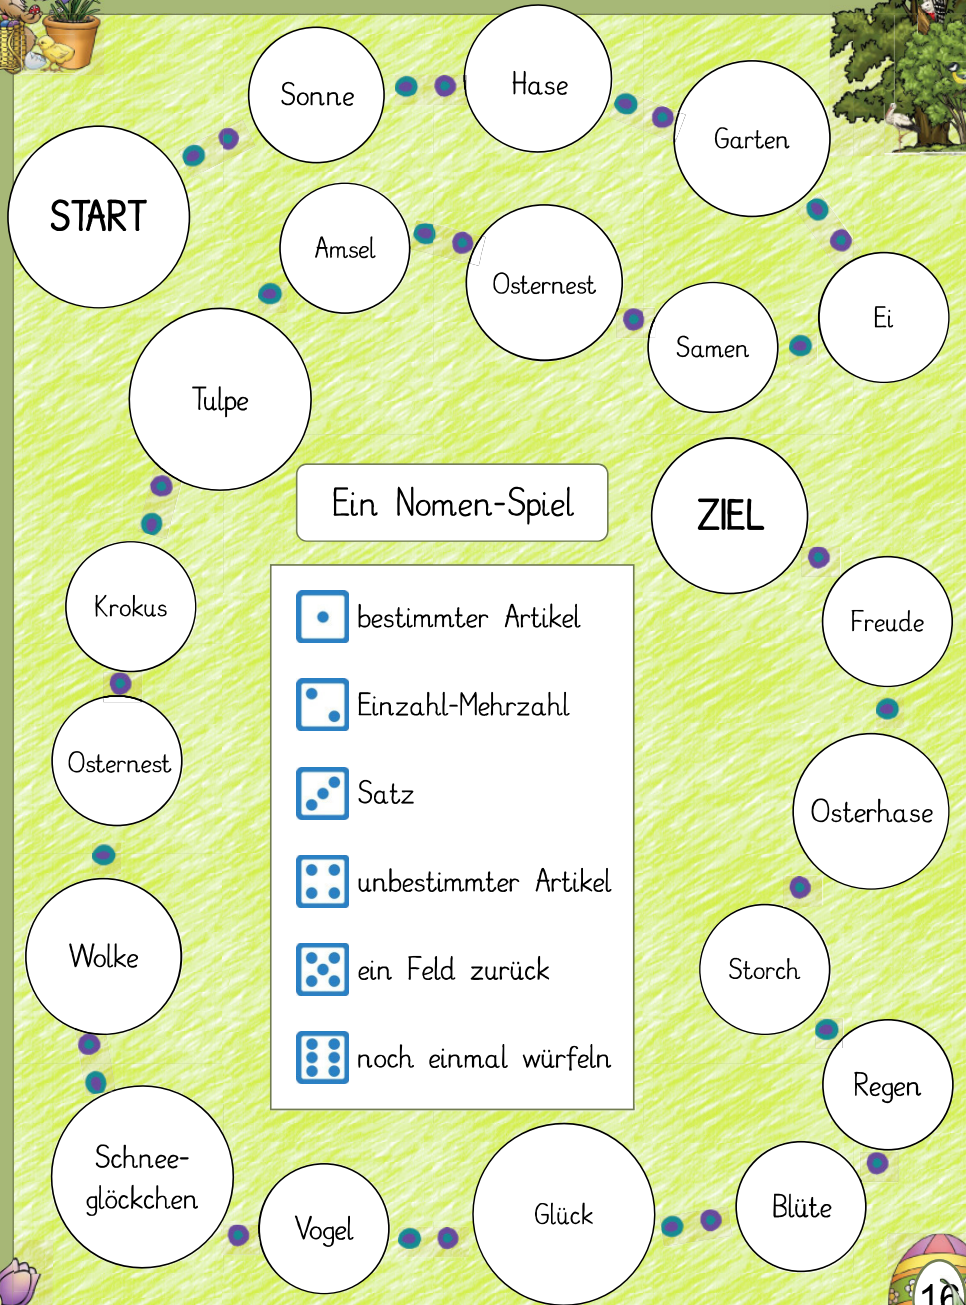 START
Sonne
Hase
Garten
Ei
Samen
Osternest
Amsel
Tulpe
Krokus
Osternest
Wolke
Schnee-
glöckchen
Vogel
Glück
Blüte
Regen
Storch
Osterhase
Freude
ZIEL
Ein Nomen-Spiel
bestimmter Artikel
Einzahl-Mehrzahl
Satz
unbestimmter Artikel
ein Feld zurück
noch einmal würfeln
16